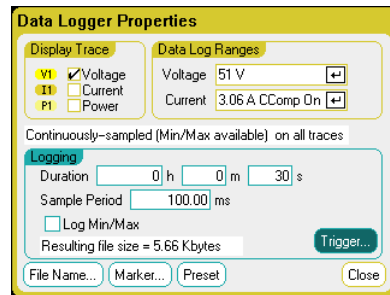 Data Logger Properties
Display Trace
V1 Voltage
I1 Current
P1 Power
Data Log Ranges
Voltage 51 V
Current 3.06 A CComp On
Continuously-sampled (Min/Max available) on all traces
Logging
Duration 0 h 0 m 30 s
Sample Period 100.00 ms
Log Min/Max
Resulting file size = 5.66 Kbytes
Trigger...
File Name... Marker... Preset Close